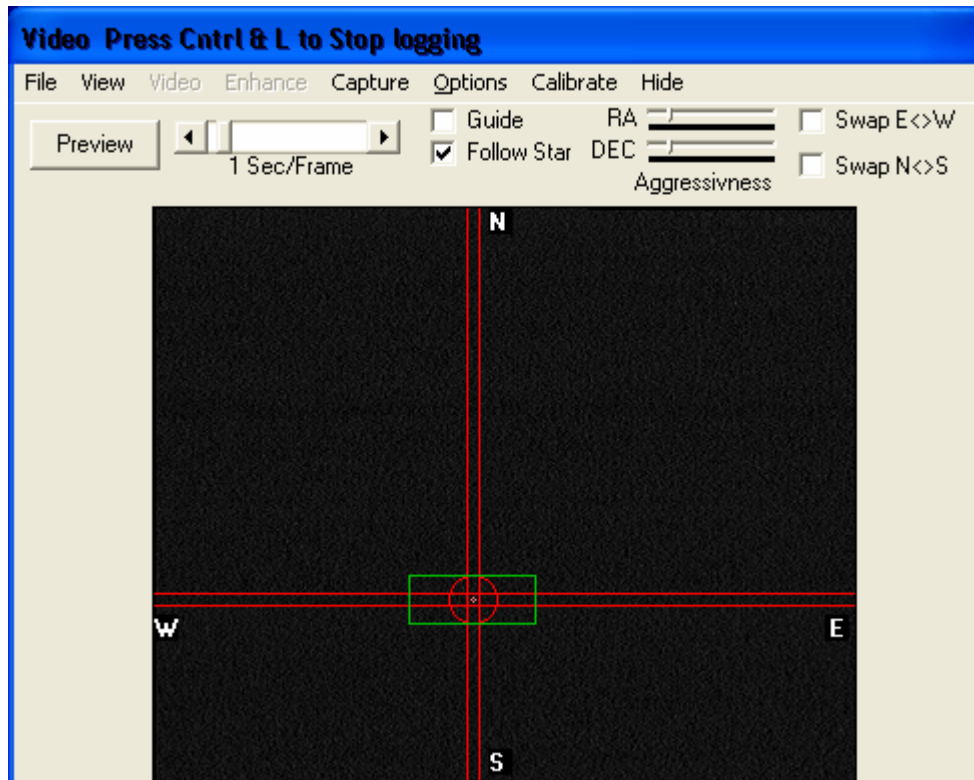 Video Press Cntrl & L to Stop logging
File View Video Enhance Capture Options Calibrate Hide
Preview
1 Sec/Frame
Guide
Follow Star
RA
DEC
Aggressivness
Swap E<>W
Swap N<>S
N
W
E
S